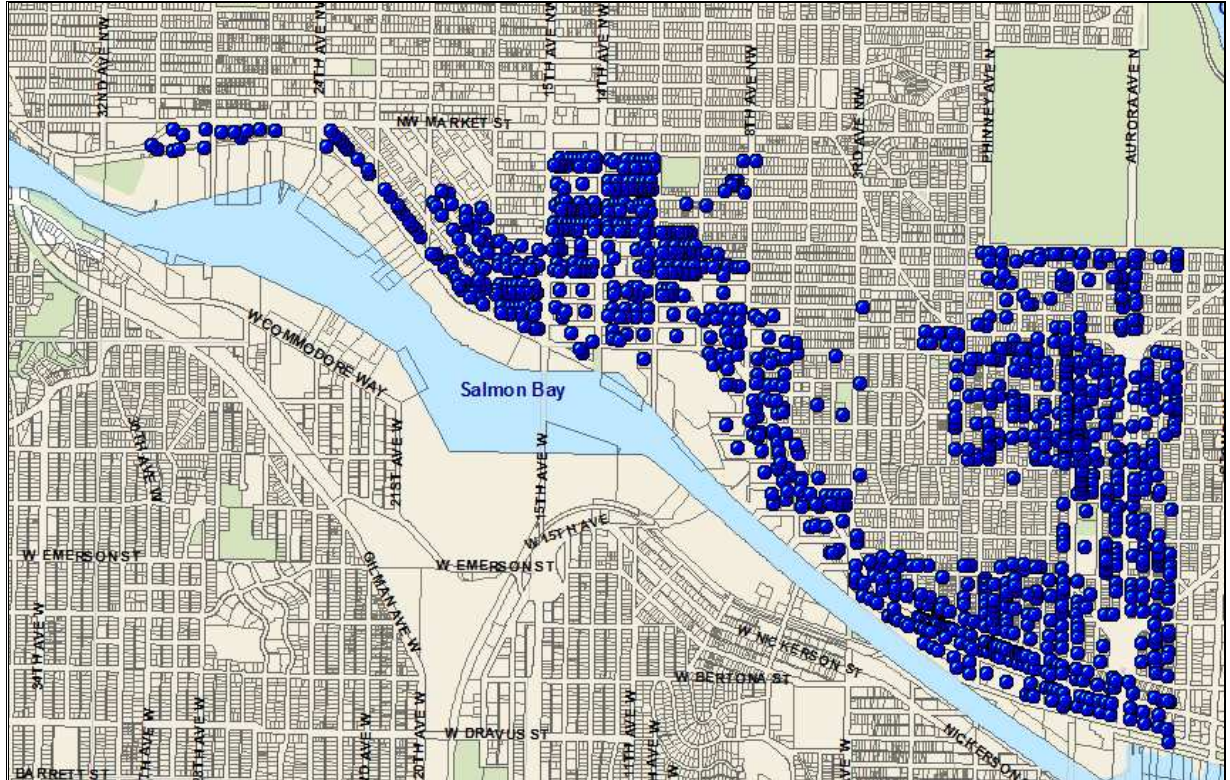 32ND AVE NW
24TH AVE NW
15TH AVE NW
14TH AVE NW
8TH AVE NW
3RD AVE NW
PHINNEY AVE N
AURORA AVE N
NW MARKET ST
W COMMODORE WAY
Salmon Bay
21ST AVE W
15TH AVE W
W EMERSON ST
W EMERSON ST
GILMAN AVE W
34TH AVE W
W NICKERSON ST
W BERTONA ST
20TH AVE W
W DRAVUS ST
11TH AVE W
NICKERSON
BARRETT ST